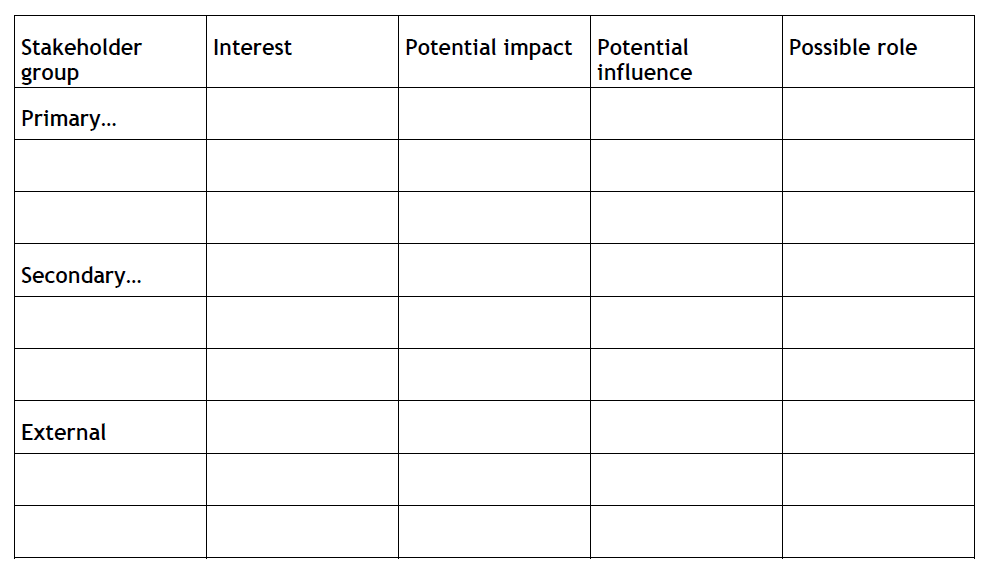 Stakeholder group
Interest
Potential impact
Potential influence
Possible role
Primary…
Secondary…
External